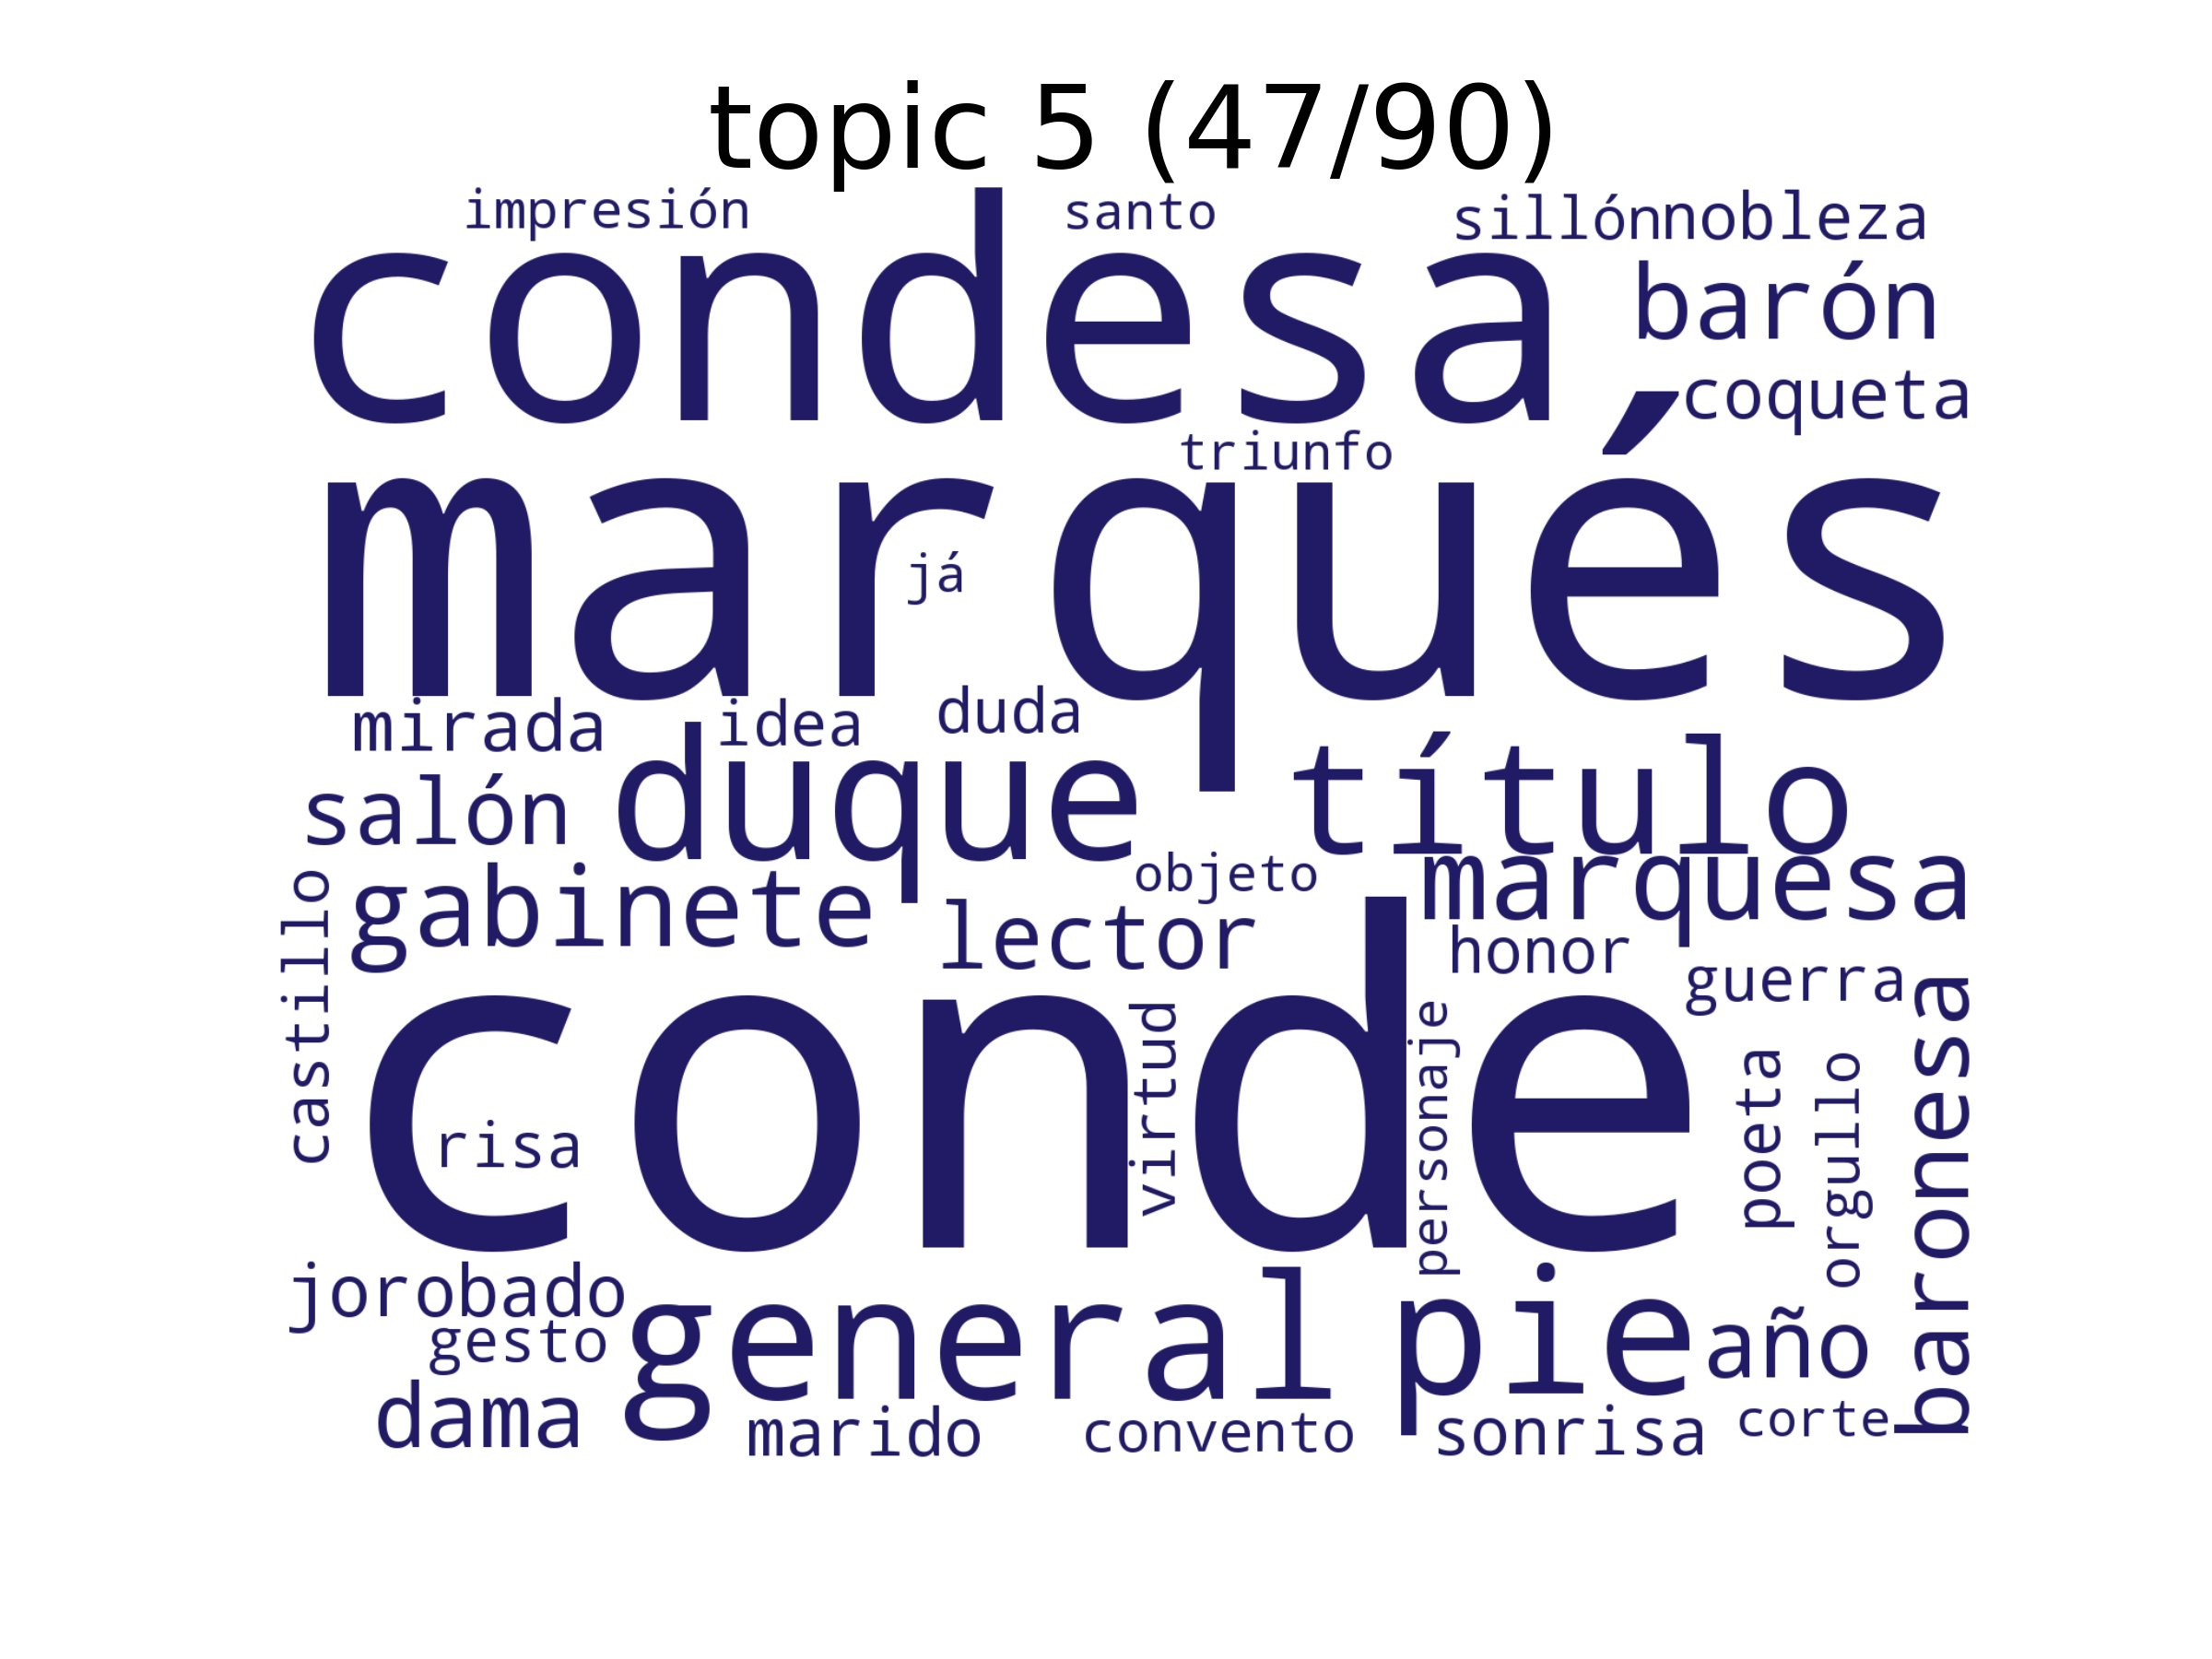 topic 5 (47/90)
impresión santo sillón nobleza
condesa barón
coqueta
triunfo
marqués
já
mirada idea duda
salón duque título
gabinete objeto marquesa
lector honor
castillo guerra
conde
risa virtud personaje poeta orgullo baronesa
jorobado
gesto general pie año
dama marido convento sonrisa corte